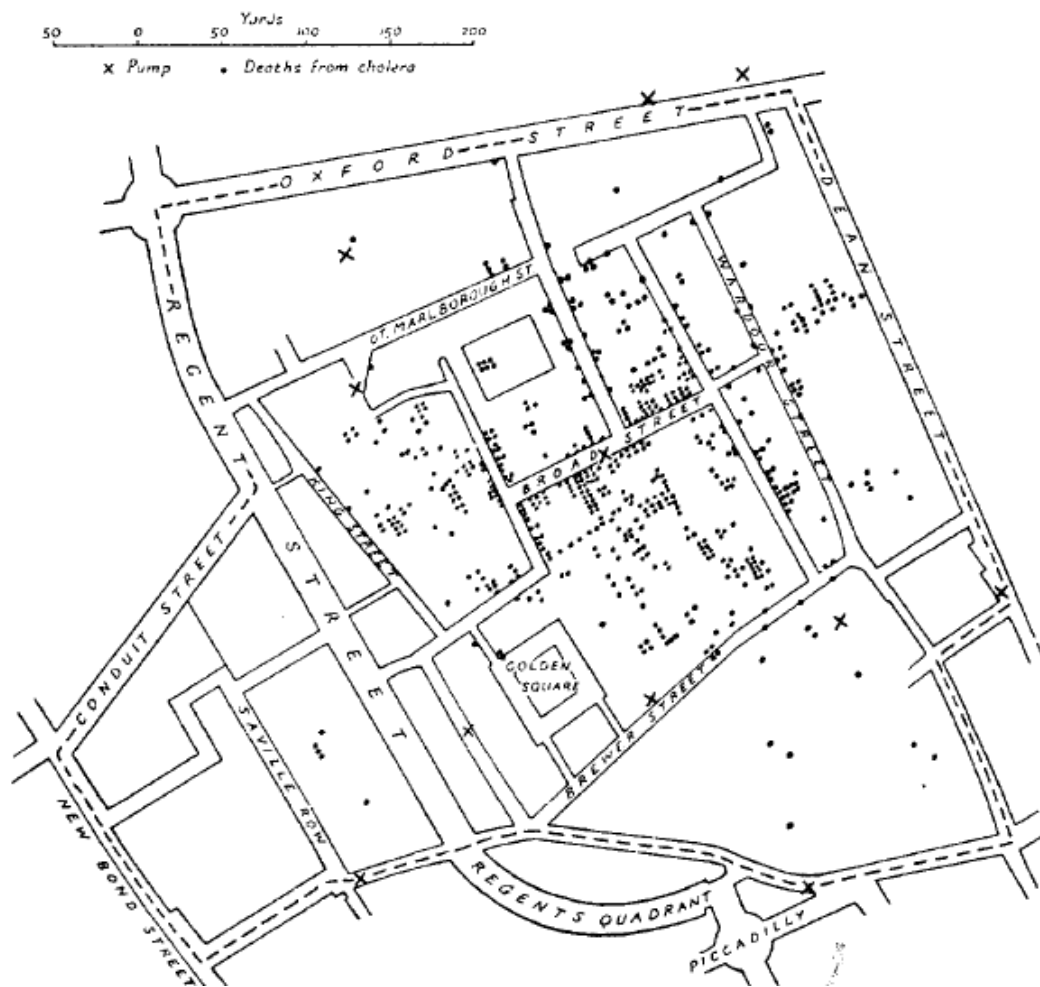 Yards
50 0 50 100 200
× Pump • Deaths from cholera
OXFORD STREET
REGENT STREET
DEAN STREET
WARDOUR STREET
GT. MARLBOROUGH ST
BROAD STREET
KING STREET
CONDUIT STREET
GOLDEN
SQUARE
BREWER STREET
SAVILLE ROW
NEW BOND STREET
REGENTS QUADRANT
PICCADILLY